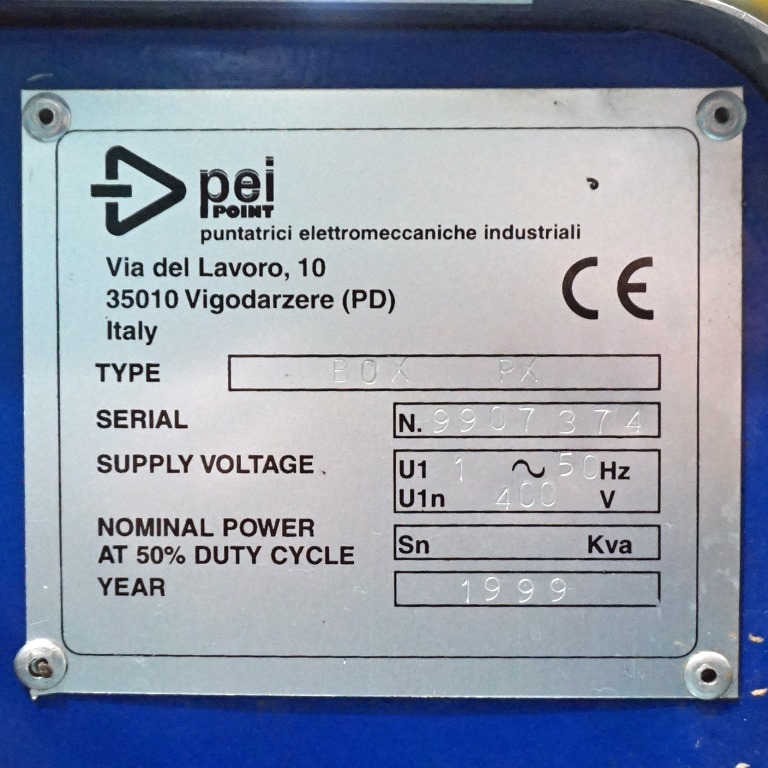 pei
POINT
puntatrici elettromeccaniche industriali
Via del Lavoro, 10
35010 Vigodarzere (PD)
Italy
CE
TYPE BOX PX
SERIAL N. 9907374
SUPPLY VOLTAGE U1 1 ~ 50 Hz
U1n 400 V
NOMINAL POWER
AT 50% DUTY CYCLE Sn Kva
YEAR 1999